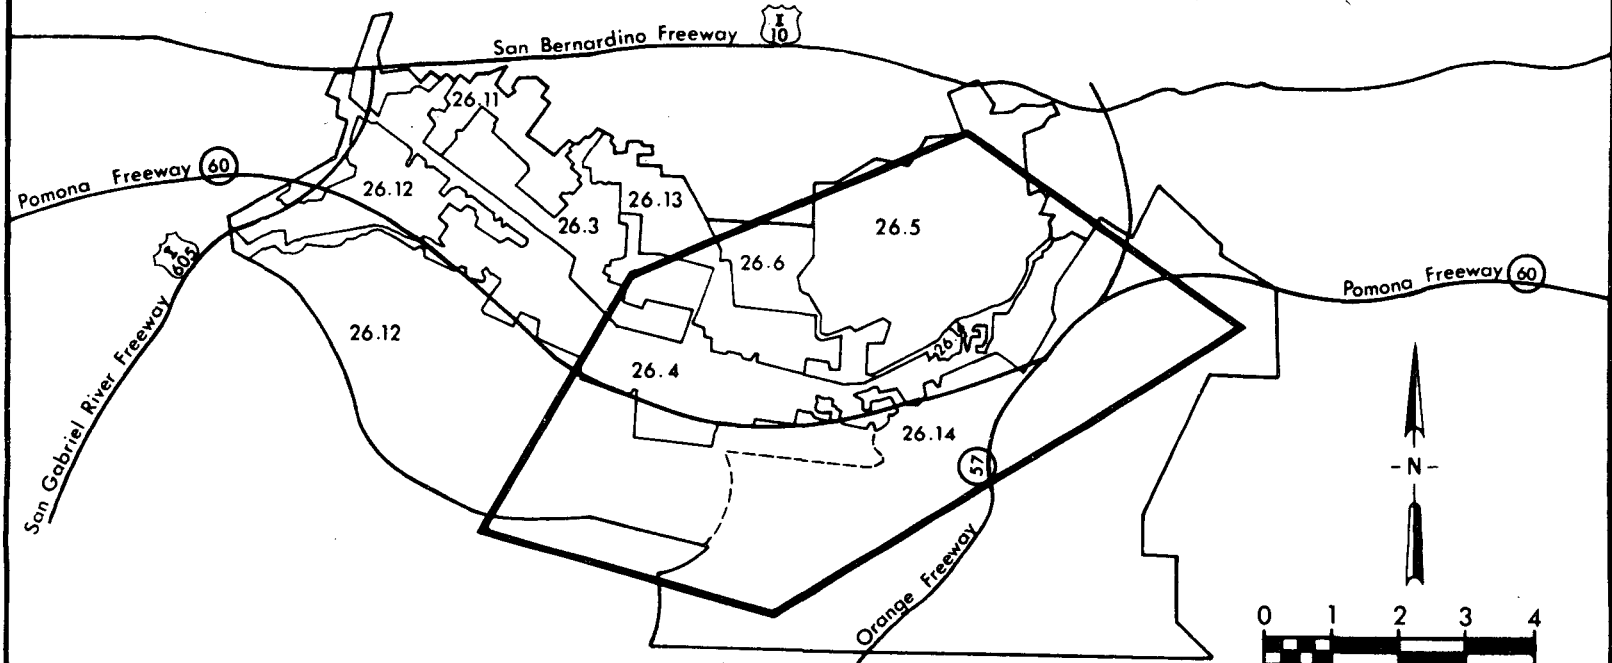 I
10
San Bernardino Freeway
26.11
Pomona Freeway 60
26.12
26.13
26.3
26.5
I
605
26.6
Pomona Freeway 60
26.12
26.4
San Gabriel River Freeway
26.14
57
-N-
Orange Freeway
0 1 2 3 4